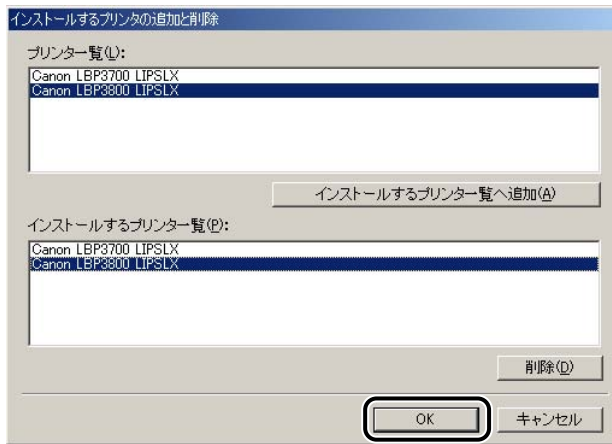 インストールするプリンタの追加と削除
プリンター覧(L):
Canon LBP3700 LIPSLX
Canon LBP3800 LIPSLX
インストールするプリンター覧へ追加(A)
インストールするプリンター覧(P):
Canon LBP3700 LIPSLX
Canon LBP3800 LIPSLX
削除(D)
OK
キャンセル